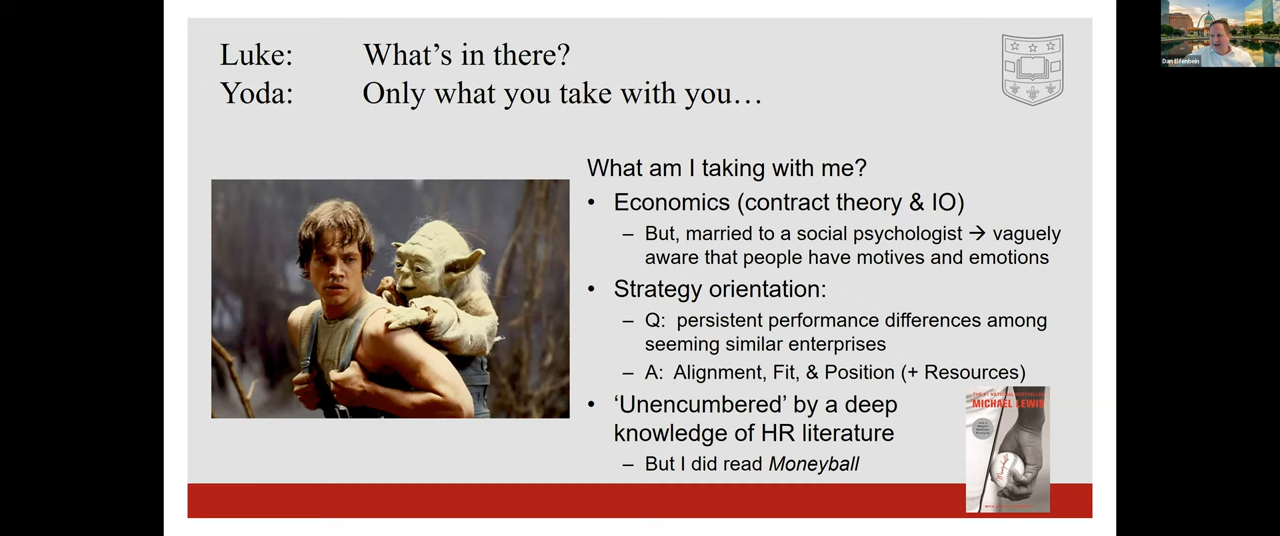 Luke: What's in there?
Yoda: Only what you take with you…
Dan Elfenbein
What am I taking with me?
• Economics (contract theory & IO)
– But, married to a social psychologist → vaguely
aware that people have motives and emotions
• Strategy orientation:
– Q: persistent performance differences among
seeming similar enterprises
– A: Alignment, Fit, & Position (+ Resources)
• 'Unencumbered' by a deep
knowledge of HR literature
– But I did read Moneyball
MICHAEL LEWIS
Moneyball